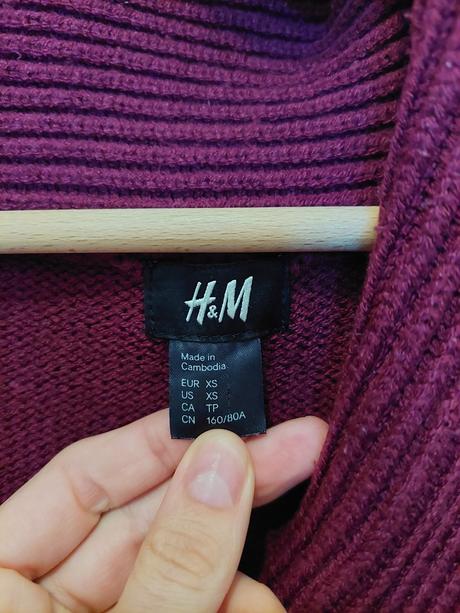 H&M
Made in
Cambodia
EUR XS
US XS
CA TP
CN 160/80A